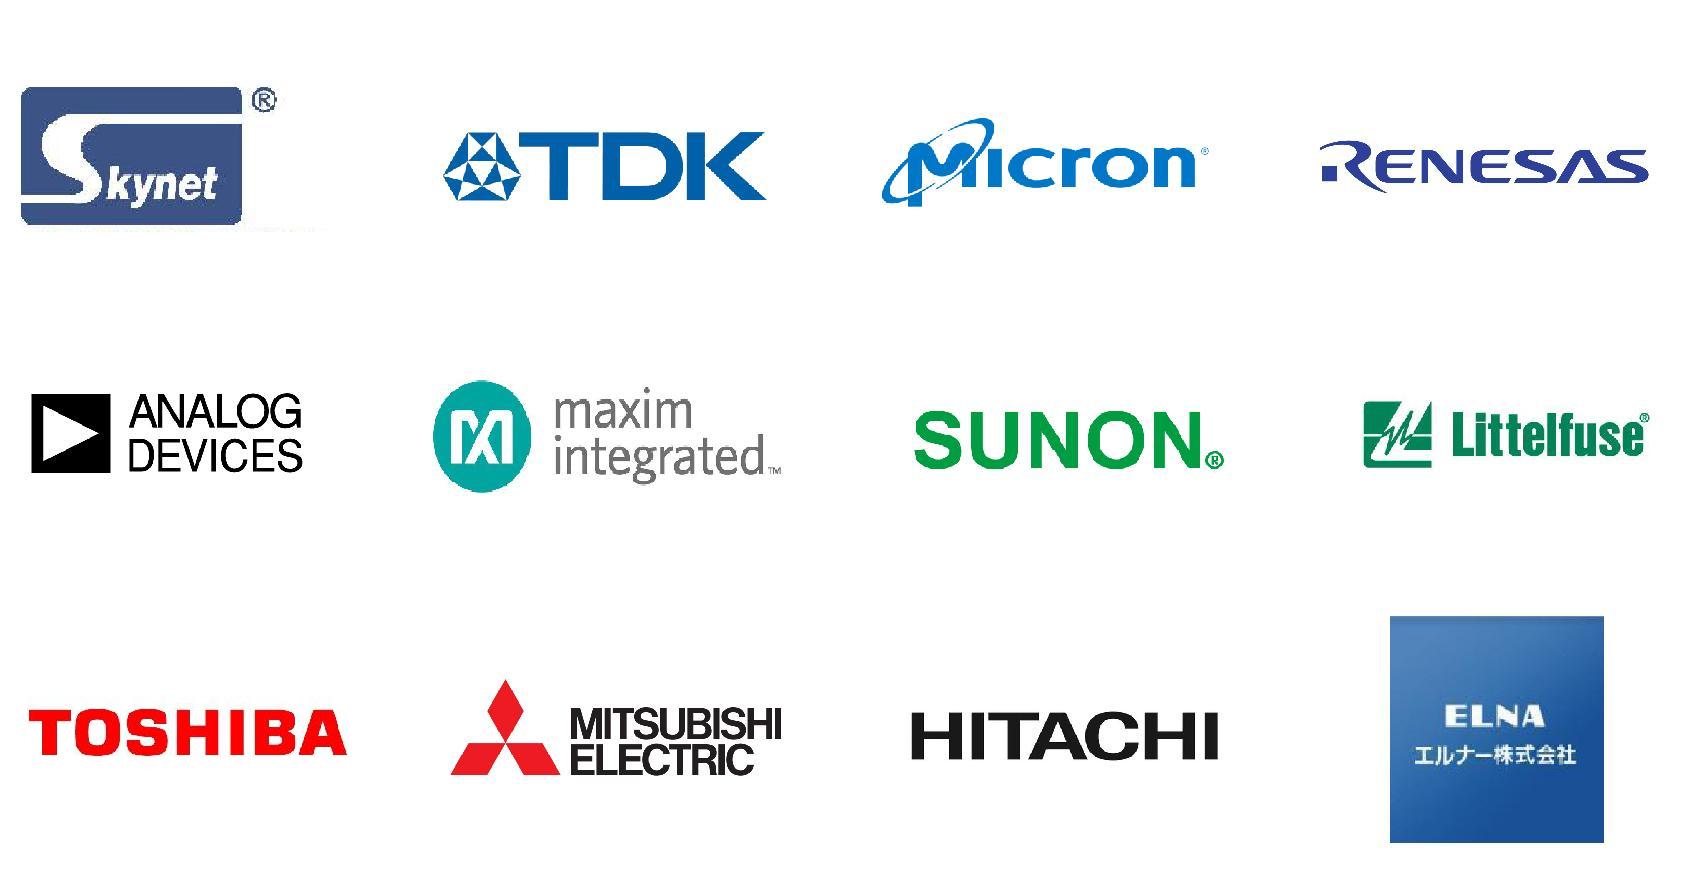 Skynet ®
TDK
Micron®
RENESAS
ANALOG
DEVICES
maxim
integrated™
SUNON®
Littelfuse®
TOSHIBA
MITSUBISHI
ELECTRIC
HITACHI
ELNA
エルナー株式会社